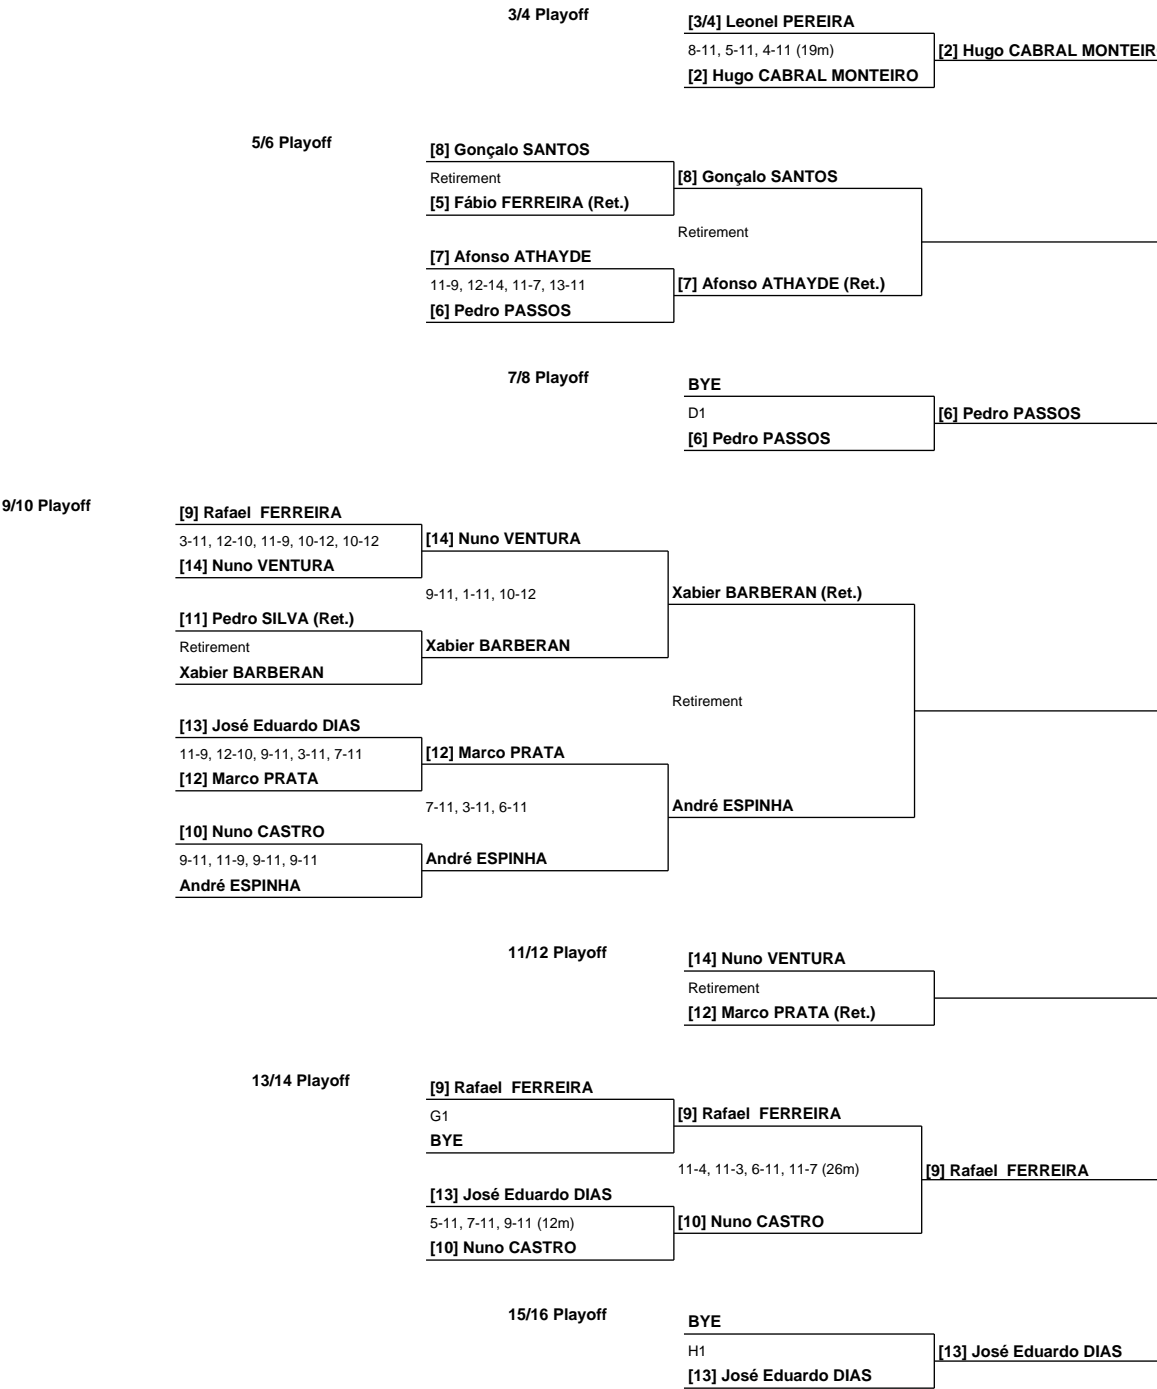 3/4 Playoff
[3/4] Leonel PEREIRA
8-11, 5-11, 4-11 (19m)
[2] Hugo CABRAL MONTEIR
[2] Hugo CABRAL MONTEIRO
5/6 Playoff
[8] Gonçalo SANTOS
Retirement
[8] Gonçalo SANTOS
[5] Fábio FERREIRA (Ret.)
Retirement
[7] Afonso ATHAYDE
11-9, 12-14, 11-7, 13-11
[7] Afonso ATHAYDE (Ret.)
[6] Pedro PASSOS
7/8 Playoff
BYE
D1
[6] Pedro PASSOS
[6] Pedro PASSOS
9/10 Playoff
[9] Rafael  FERREIRA
3-11, 12-10, 11-9, 10-12, 10-12
[14] Nuno VENTURA
[14] Nuno VENTURA
9-11, 1-11, 10-12
Xabier BARBERAN (Ret.)
[11] Pedro SILVA (Ret.)
Retirement
Xabier BARBERAN
Xabier BARBERAN
Retirement
[13] José Eduardo DIAS
11-9, 12-10, 9-11, 3-11, 7-11
[12] Marco PRATA
[12] Marco PRATA
7-11, 3-11, 6-11
André ESPINHA
[10] Nuno CASTRO
9-11, 11-9, 9-11, 9-11
André ESPINHA
André ESPINHA
11/12 Playoff
[14] Nuno VENTURA
Retirement
[12] Marco PRATA (Ret.)
13/14 Playoff
[9] Rafael  FERREIRA
G1
[9] Rafael  FERREIRA
BYE
11-4, 11-3, 6-11, 11-7 (26m)
[9] Rafael  FERREIRA
[13] José Eduardo DIAS
5-11, 7-11, 9-11 (12m)
[10] Nuno CASTRO
[10] Nuno CASTRO
15/16 Playoff
BYE
H1
[13] José Eduardo DIAS
[13] José Eduardo DIAS